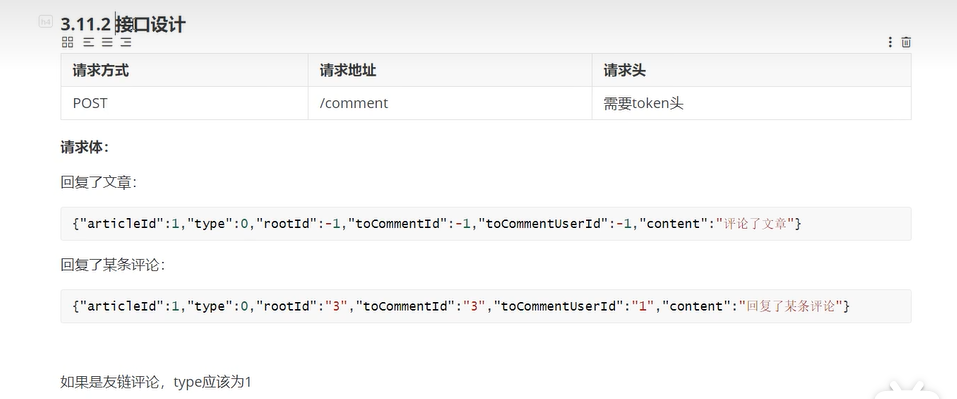 3.11.2 接口设计
请求方式 请求地址 请求头
POST /comment 需要token头
请求体：
回复了文章：
{"articleId":1,"type":0,"rootId":-1,"toCommentId":-1,"toCommentUserId":-1,"content":"评论了文章"}
回复了某条评论：
{"articleId":1,"type":0,"rootId":"3","toCommentId":"3","toCommentUserId":"1","content":"回复了某条评论"}
如果是友链评论，type应该为1